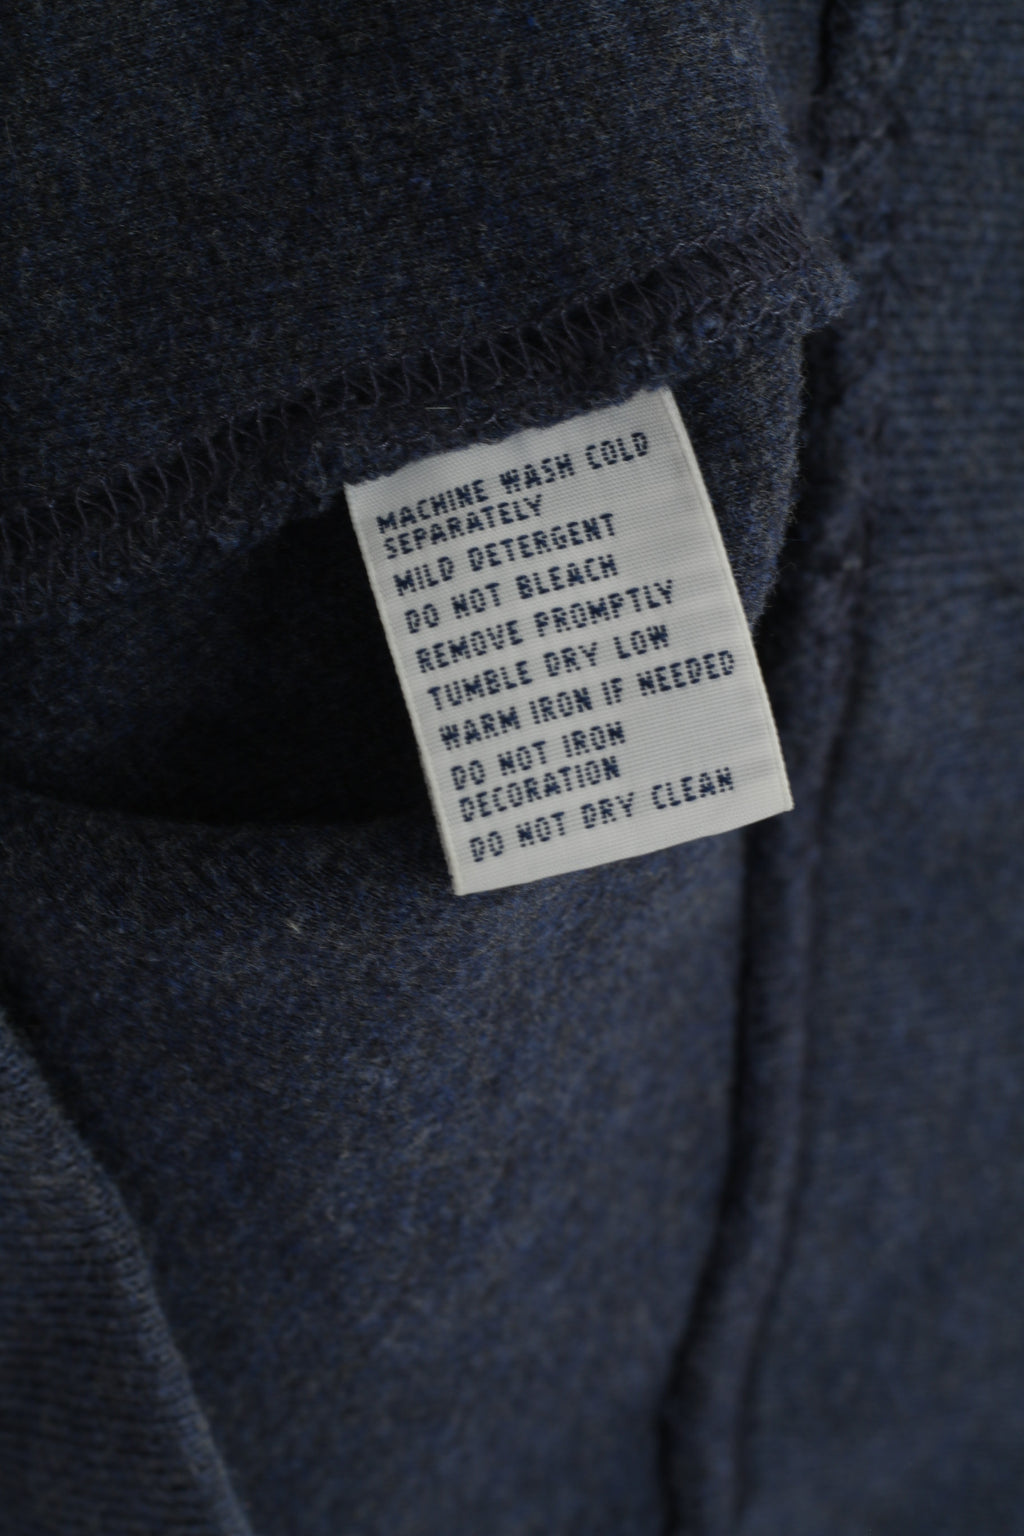 MACHINE WASH COLD
SEPARATELY
MILD DETERGENT
DO NOT BLEACH
REMOVE PROMPTLY
TUMBLE DRY LOW
WARM IRON IF NEEDED
DO NOT IRON
DECORATION
DO NOT DRY CLEAN